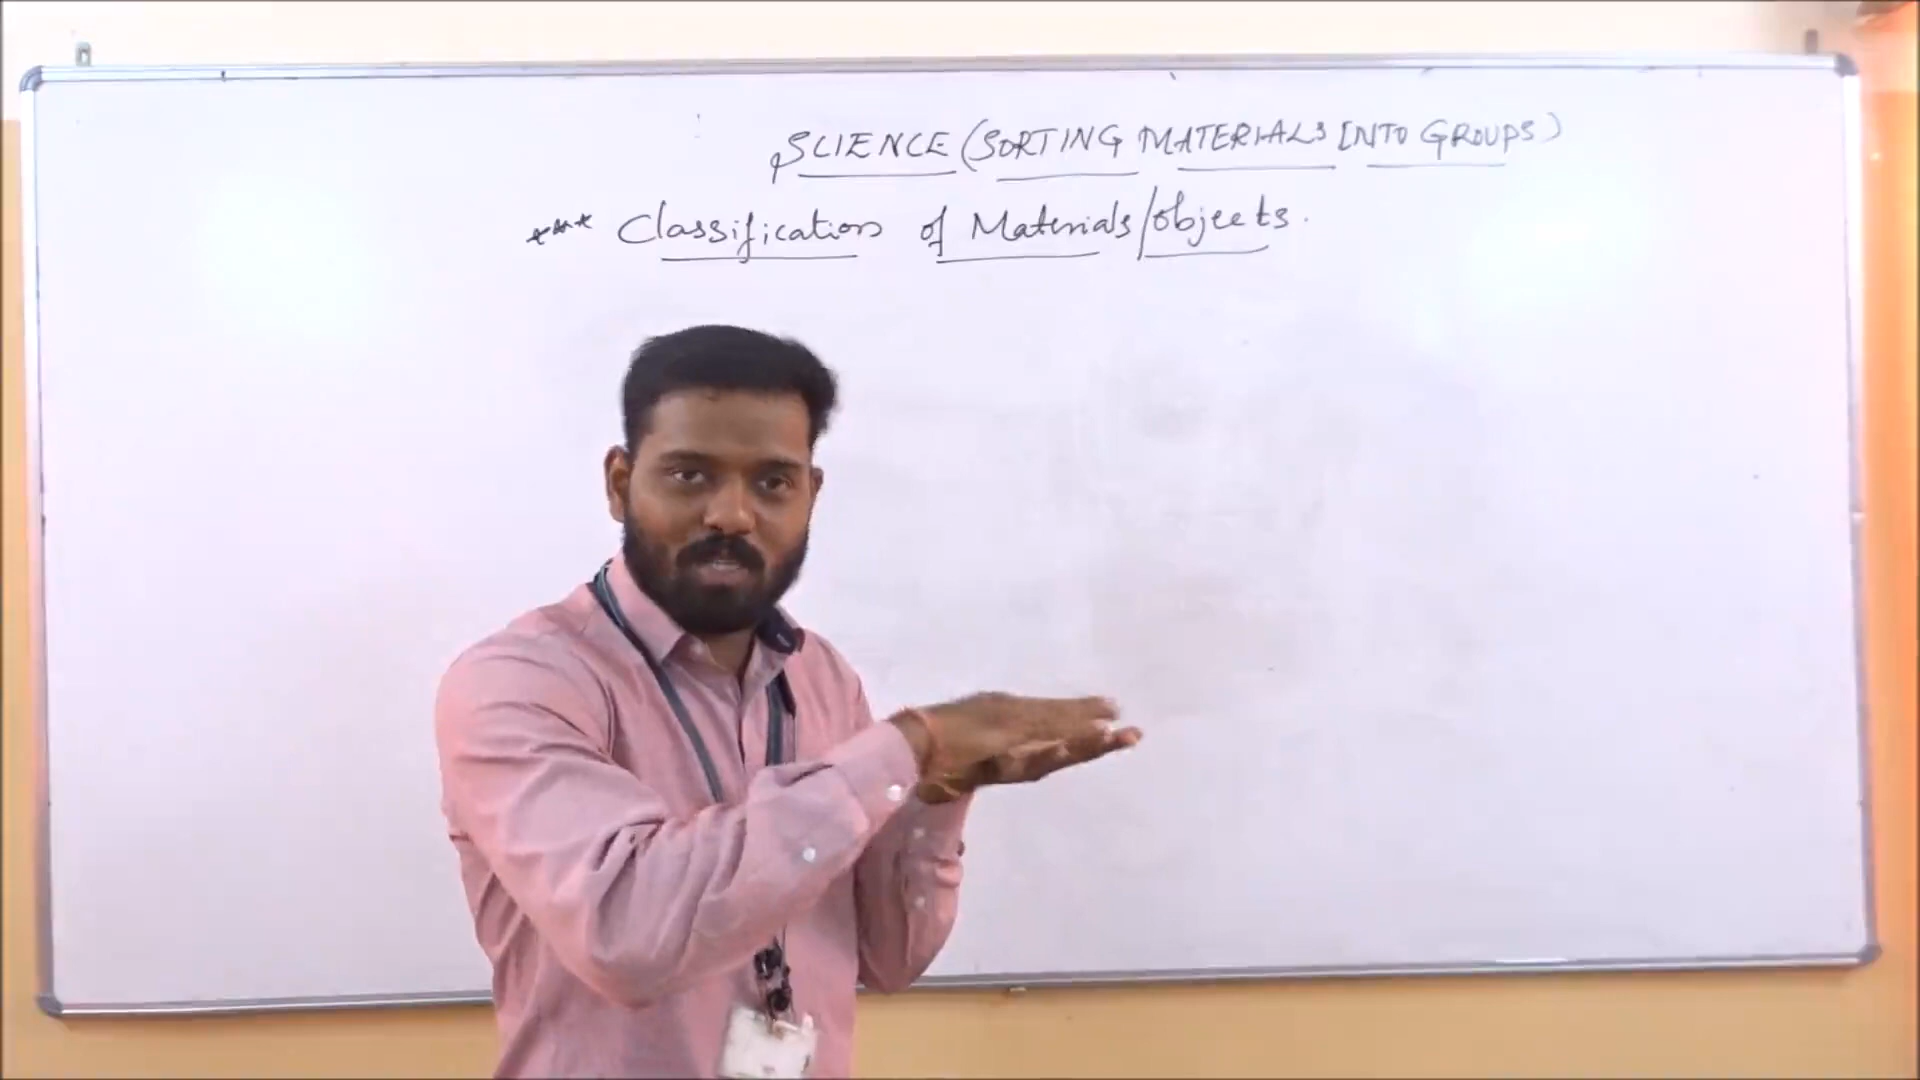 SCIENCE (SORTING MATERIALS INTO GROUPS)
*** Classification of Materials/objects.